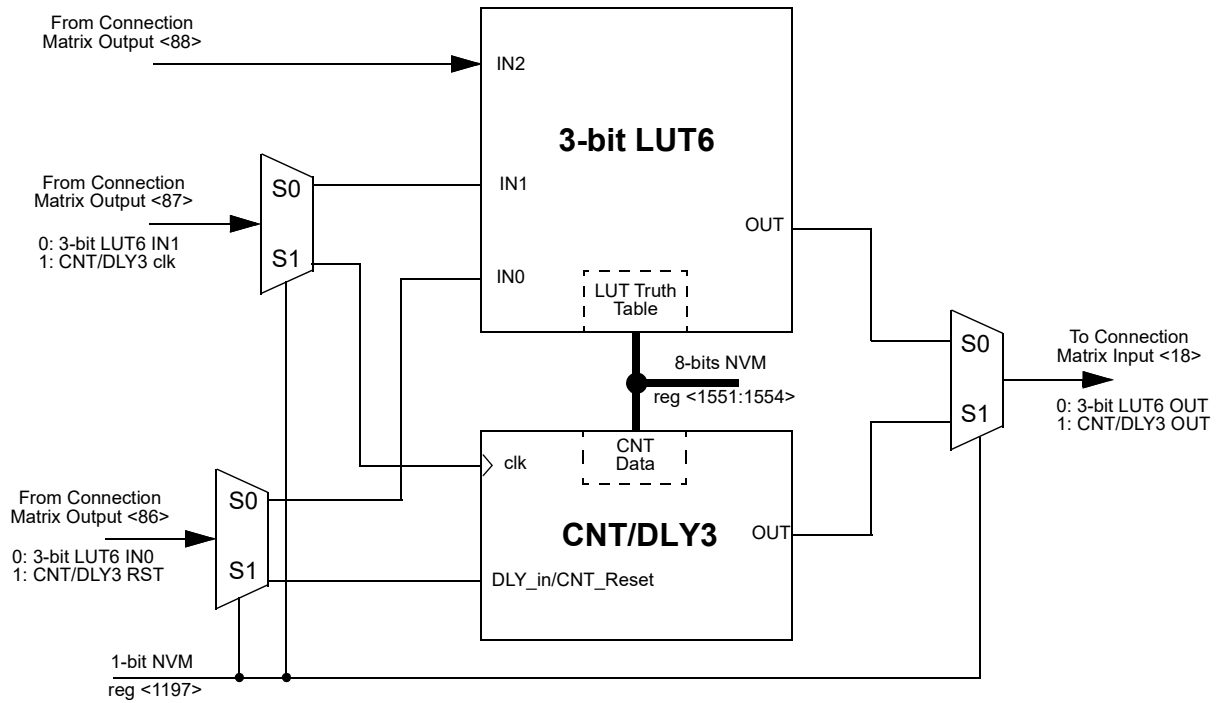 From Connection
Matrix Output <88>
IN2
3-bit LUT6
From Connection
Matrix Output <87>
0: 3-bit LUT6 IN1
1: CNT/DLY3 clk
S0
S1
IN1
IN0
OUT
LUT Truth
Table
8-bits NVM
reg <1551:1554>
S0
S1
To Connection
Matrix Input <18>
0: 3-bit LUT6 OUT
1: CNT/DLY3 OUT
CNT
Data
clk
CNT/DLY3
OUT
DLY_in/CNT_Reset
From Connection
Matrix Output <86>
0: 3-bit LUT6 IN0
1: CNT/DLY3 RST
S0
S1
1-bit NVM
reg <1197>